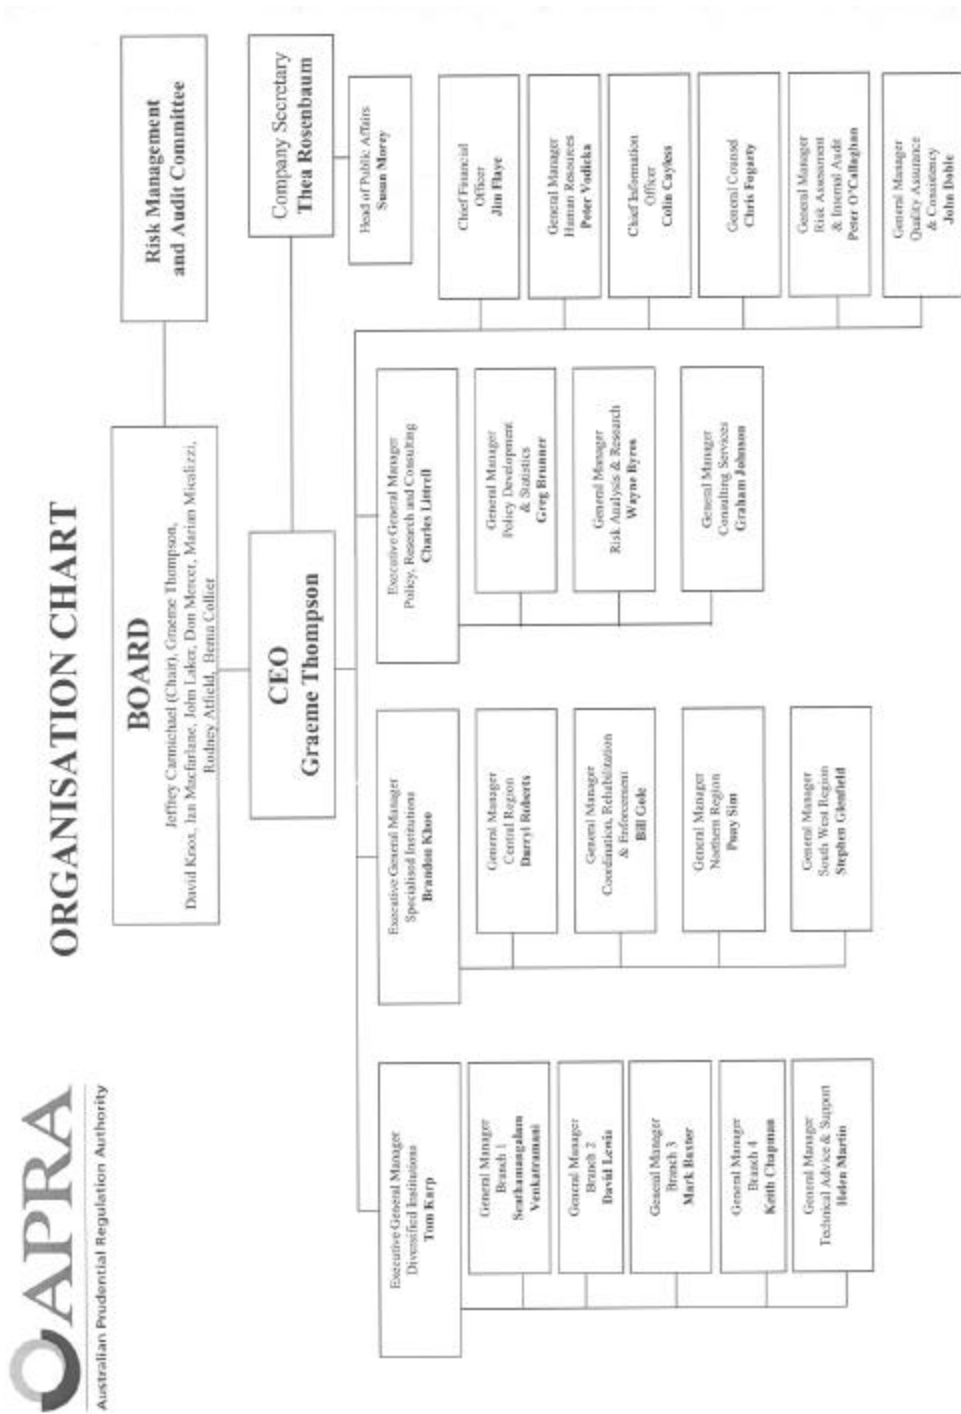 APRA
Australian Prudential Regulation Authority
ORGANISATION CHART
BOARD
Jeffrey Carmichael (Chair), Graeme Thompson,
David Knox, Ian Macfarlane, John Laker, Don Mercer, Marian Micalizzi,
Rodney Atfield, Berna Collier
Risk Management
and Audit Committee
CEO
Graeme Thompson
Company Secretary
Thea Rosenbaum
Head of Public Affairs
Susan Morey
Executive General Manager
Diversified Institutions
Tom Karp
General Manager
Branch 1
Senthamangalam
Venkatramani
General Manager
Branch 2
David Lewis
General Manager
Branch 3
Mark Baxter
General Manager
Branch 4
Keith Chapman
General Manager
Technical Advice & Support
Helen Martin
Executive General Manager
Specialised Institutions
Brandon Khoo
General Manager
Central Region
Darryl Roberts
General Manager
Coordination, Rehabilitation
& Enforcement
Bill Gole
General Manager
Northern Region
Pony Sim
General Manager
South West Region
Stephen Glenfield
Executive General Manager
Policy, Research and Consulting
Charles Littrell
General Manager
Policy Development
& Statistics
Greg Brunner
General Manager
Risk Analysis & Research
Wayne Byres
General Manager
Consulting Services
Graham Johnson
Chief Financial
Officer
Jim Flaye
General Manager
Human Resources
Peter Vodicka
Chief Information
Officer
Colin Cayless
General Counsel
Chris Fogarty
General Manager
Risk Assessment
& Internal Audit
Peter O'Callaghan
General Manager
Quality Assurance
& Consistency
John Dohle